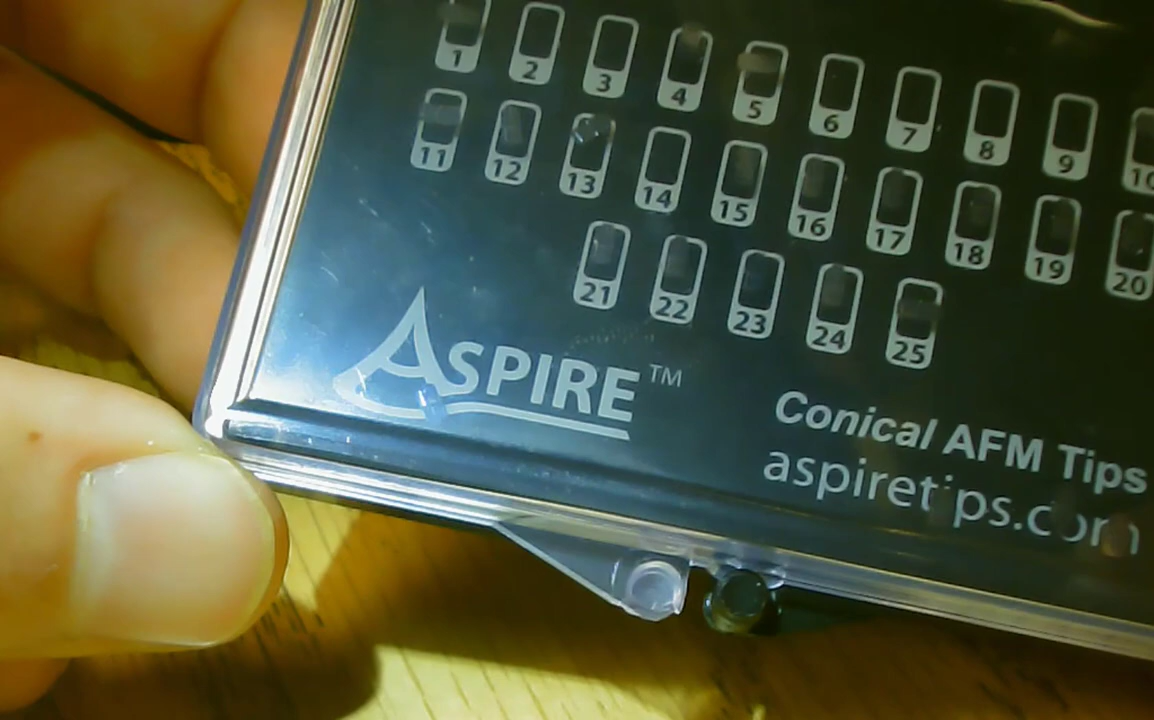 1 2 3 4 5 6 7 8 9 10
11 12 13 14 15 16 17 18 19 20
21 22 23 24 25
ASPIRE™
Conical AFM Tips
aspiretips.com